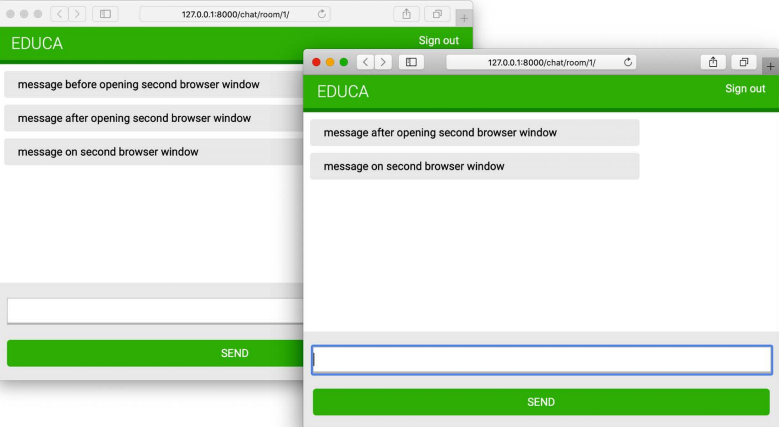 127.0.0.1:8000/chat/room/1/
EDUCA
Sign out
message before opening second browser window
message after opening second browser window
message on second browser window
SEND
127.0.0.1:8000/chat/room/1/
EDUCA
Sign out
message after opening second browser window
message on second browser window
SEND